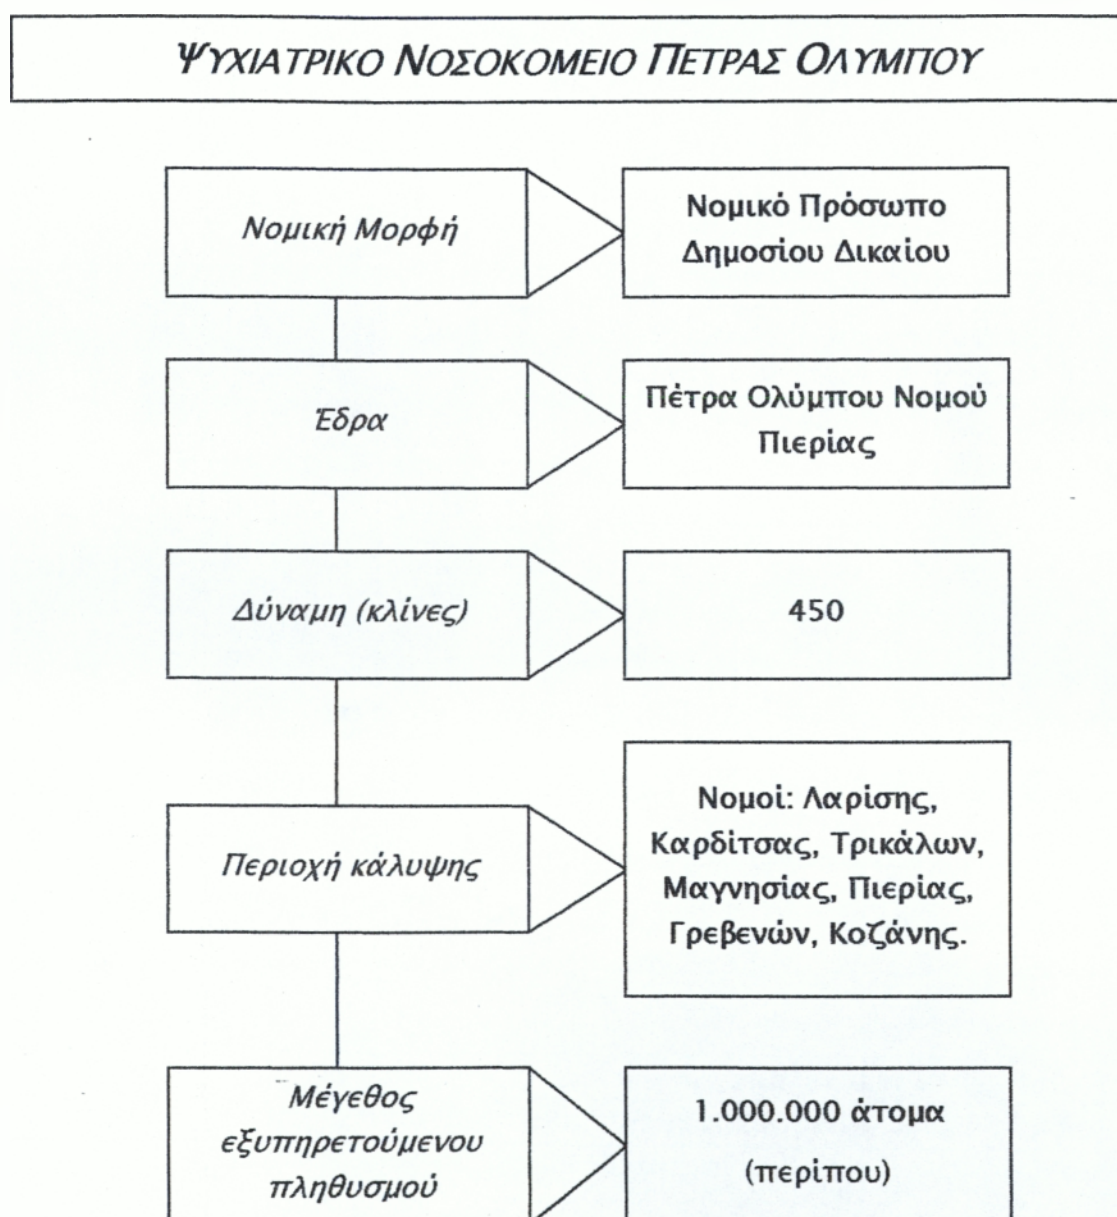 ΨΥΧΙΑΤΡΙΚΟ ΝΟΣΟΚΟΜΕΙΟ ΠΕΤΡΑΣ ΟΛΥΜΠΟΥ
Νομική Μορφή
Νομικό Πρόσωπο
Δημοσίου Δικαίου
Έδρα
Πέτρα Ολύμπου Νομού
Πιερίας
Δύναμη (κλίνες)
450
Περιοχή κάλυψης
Νομοί: Λαρίσης,
Καρδίτσας, Τρικάλων,
Μαγνησίας, Πιερίας,
Γρεβενών, Κοζάνης.
Μέγεθος
εξυπηρετούμενου
πληθυσμού
1.000.000 άτομα
(περίπου)